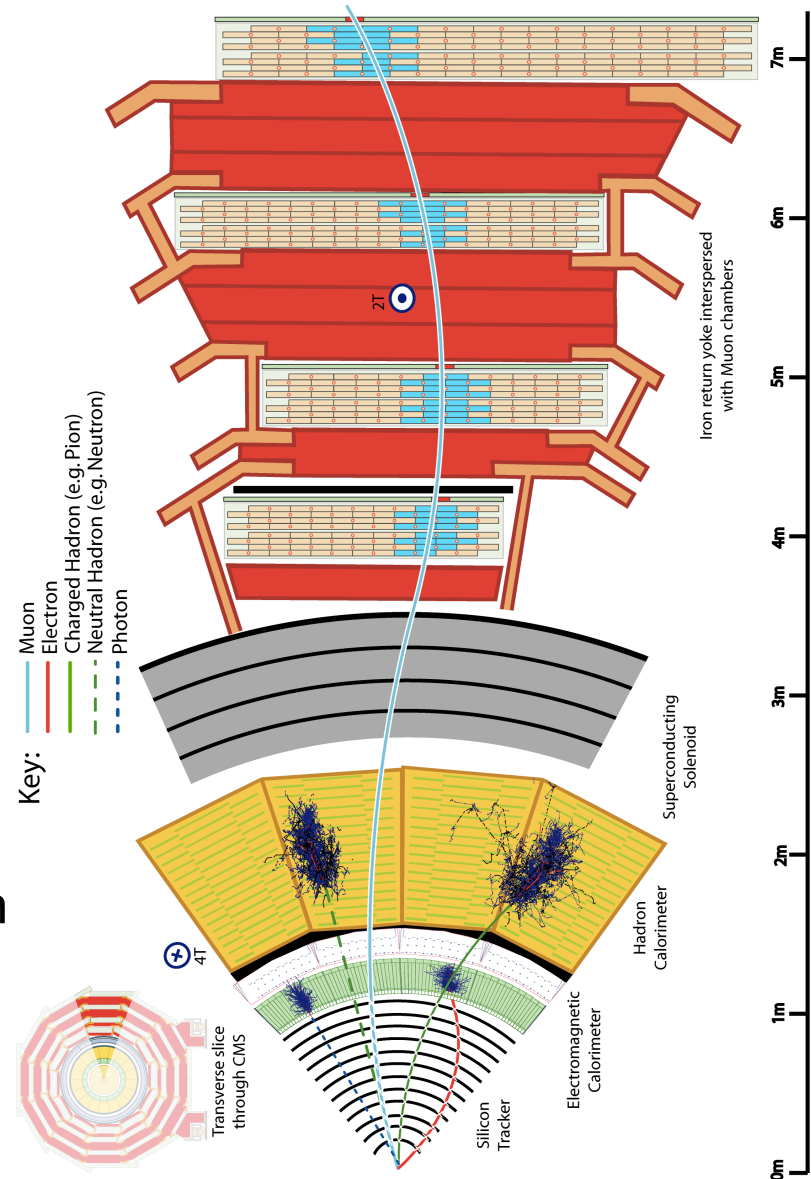 Key:
Muon
Electron
Charged Hadron (e.g. Pion)
Neutral Hadron (e.g. Neutron)
Photon
Transverse slice
through CMS
4T
2T
Silicon
Tracker
Electromagnetic
Calorimeter
Hadron
Calorimeter
Superconducting
Solenoid
Iron return yoke interspersed
with Muon chambers
0m
1m
2m
3m
4m
5m
6m
7m